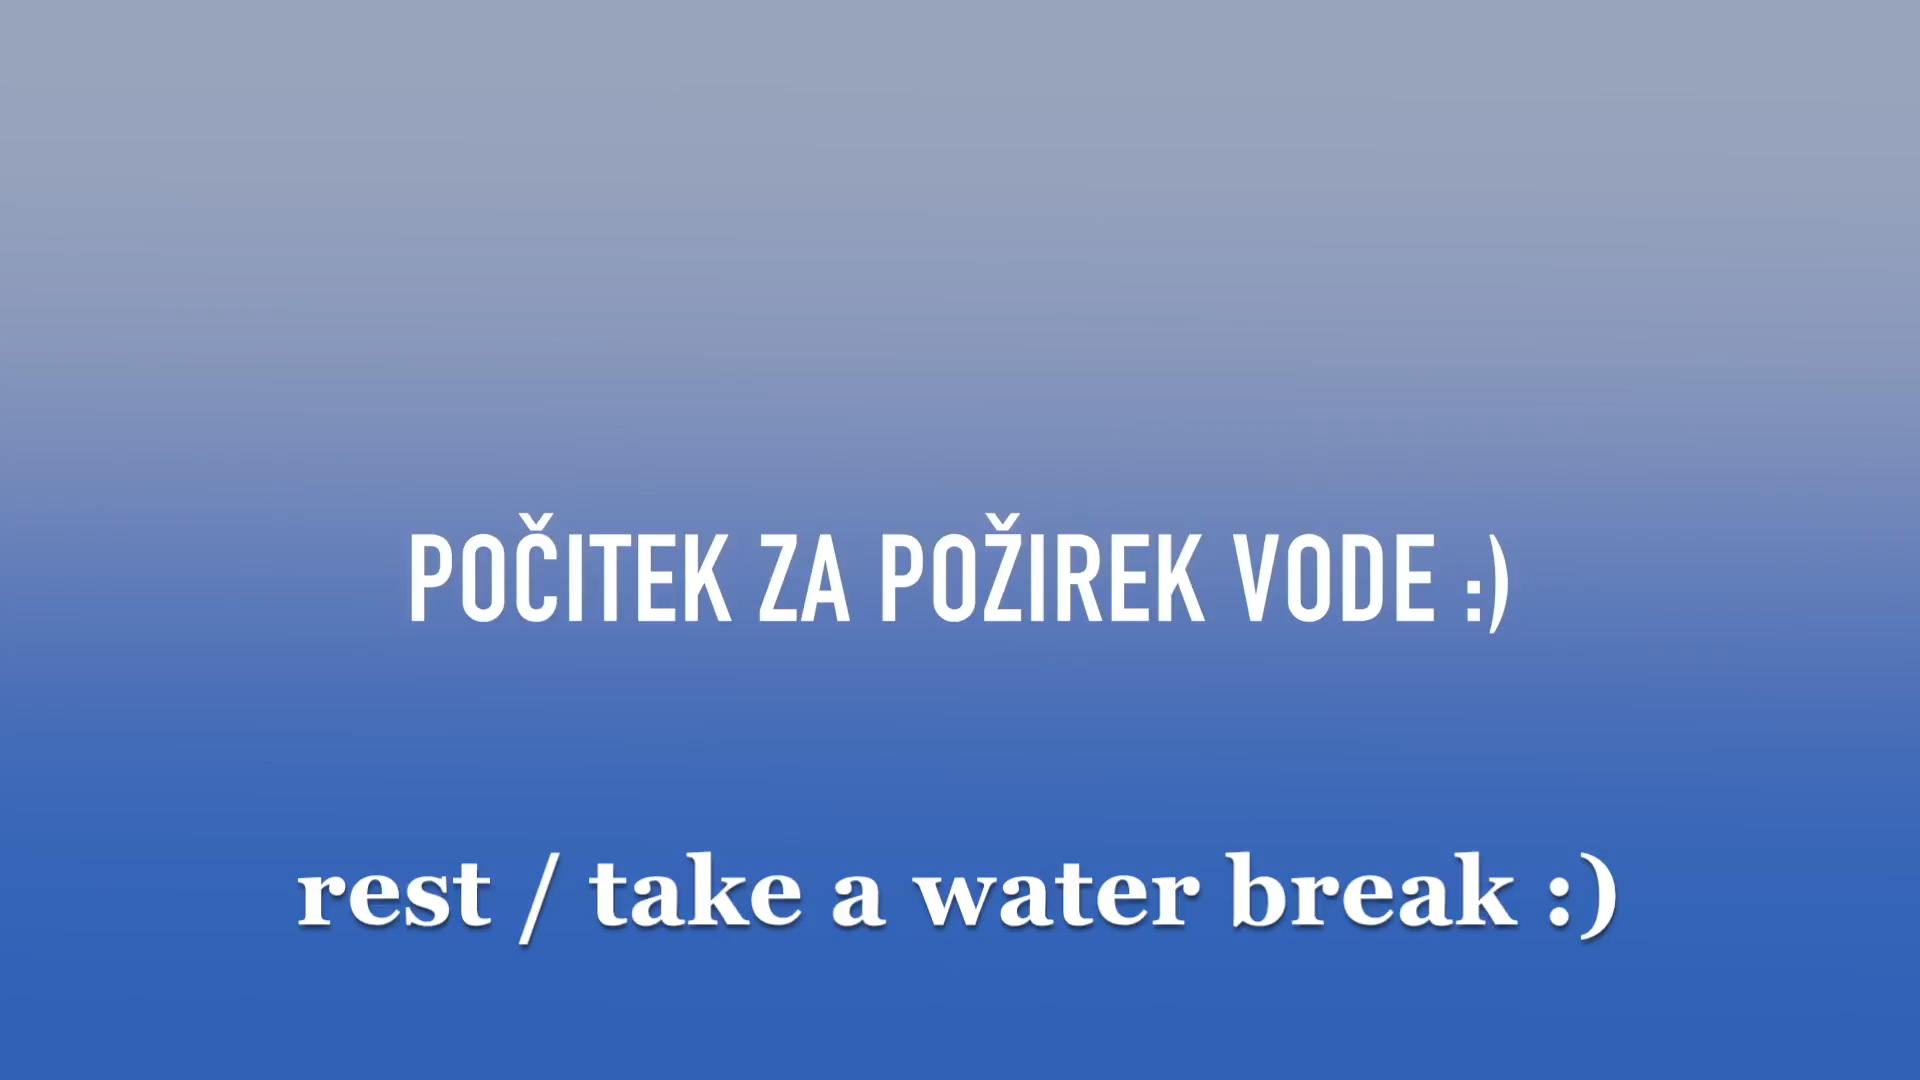 POČITEK ZA POŽIREK VODE :)
rest / take a water break :)